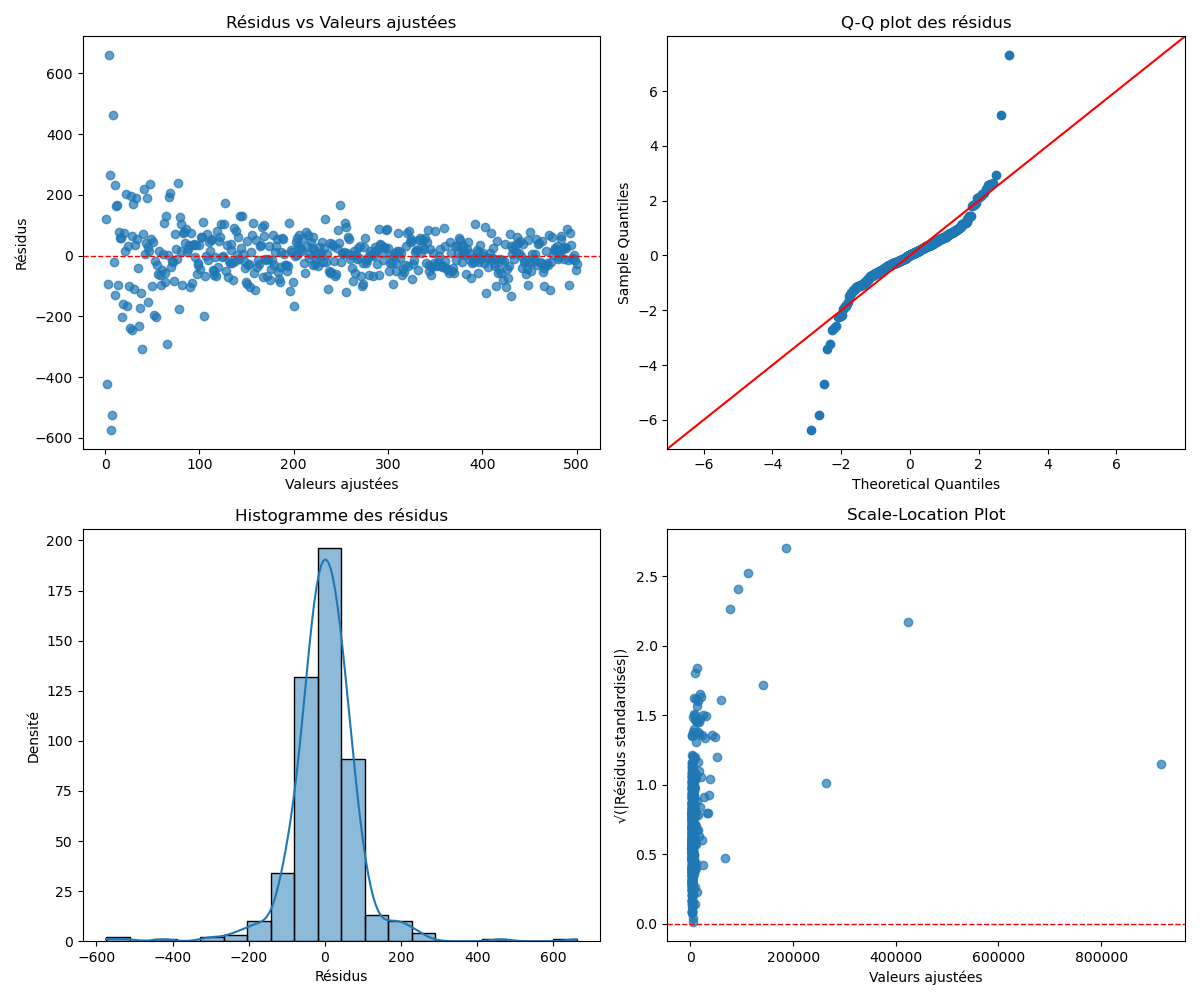 Résidus vs Valeurs ajustées
600
400
200
0
−200
−400
−600
Résidus
0 100 200 300 400 500
Valeurs ajustées
Q-Q plot des résidus
6
4
2
0
−2
−4
−6
Sample Quantiles
−6 −4 −2 0 2 4 6
Theoretical Quantiles
Histogramme des résidus
200
175
150
125
100
75
50
25
0
Densité
−600 −400 −200 0 200 400 600
Résidus
Scale-Location Plot
2.5
2.0
1.5
1.0
0.5
0.0
√(|Résidus standardisés|)
0 200000 400000 600000 800000
Valeurs ajustées